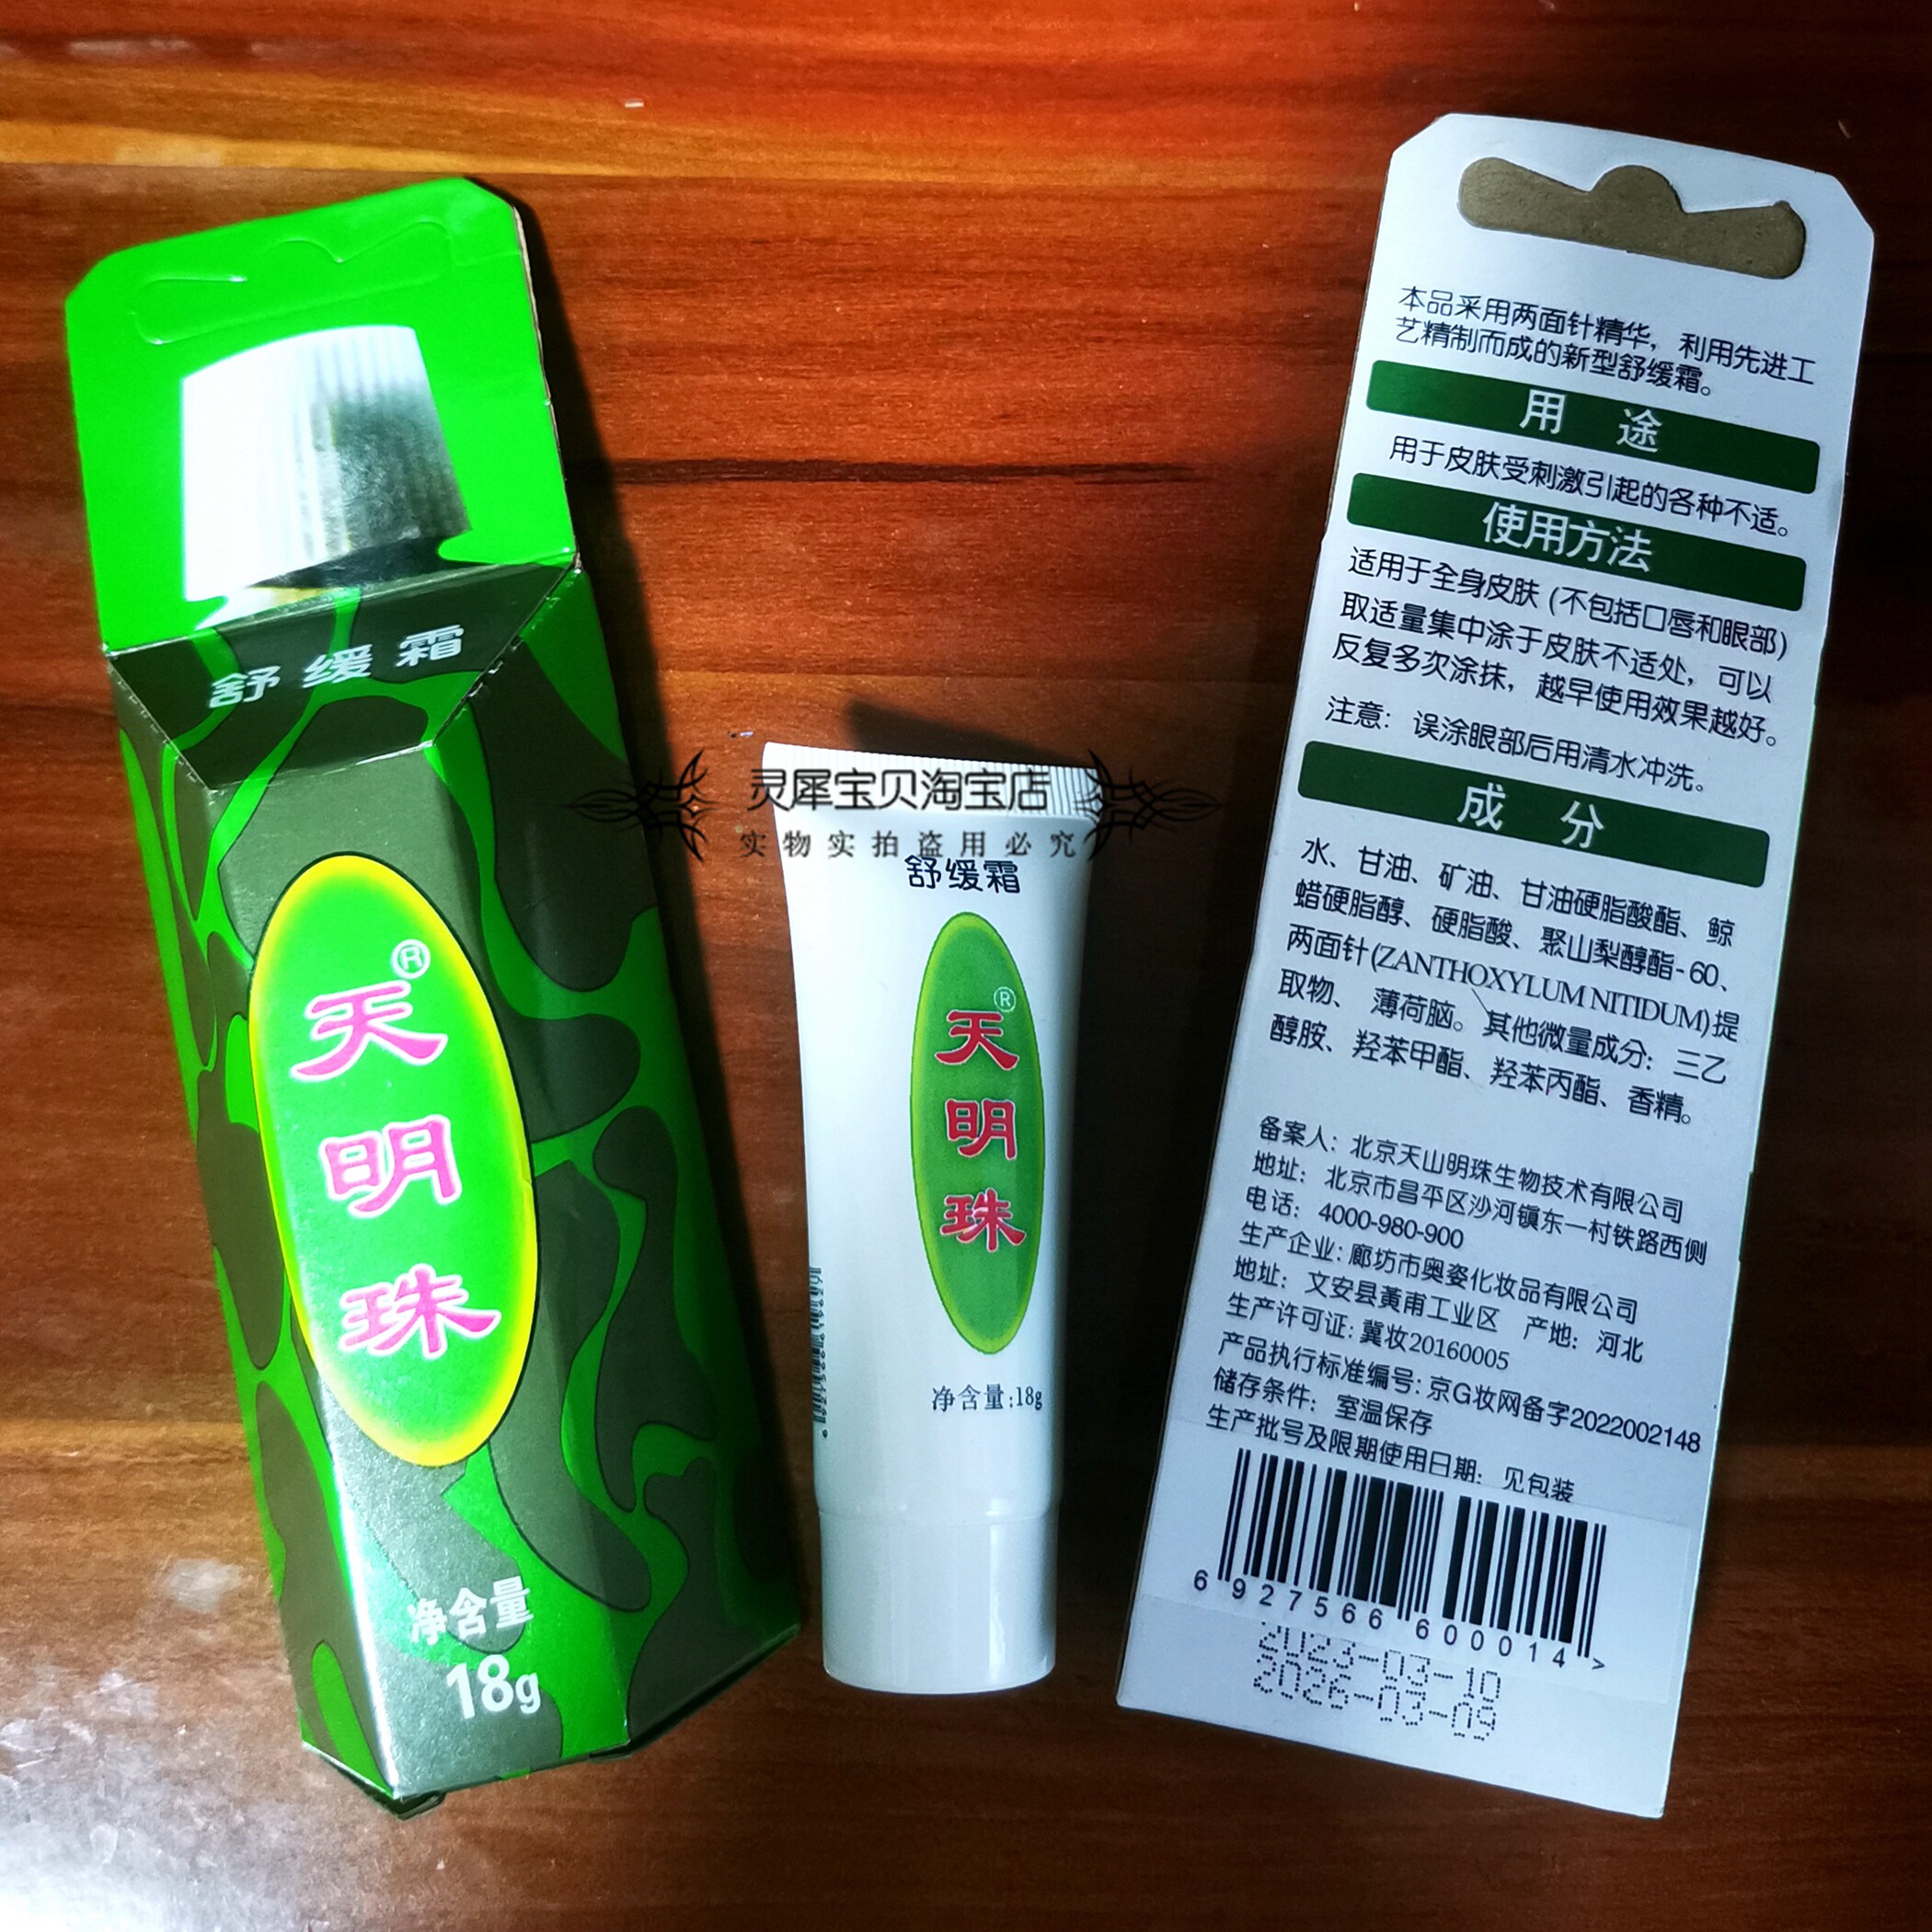 舒缓霜
®
天
明
珠
净含量
18g
灵犀宝贝淘宝店
实物实拍盗用必究
舒缓霜
®
天
明
珠
净含量:18g
本品采用两面针精华，利用先进工
艺精制而成的新型舒缓霜。
用 途
用于皮肤受刺激引起的各种不适。
使用方法
适用于全身皮肤 (不包括口唇和眼部)
取适量集中涂于皮肤不适处，可以
反复多次涂抹，越早使用效果越好。
注意：误涂眼部后用清水冲洗。
成 分
水、甘油、矿油、甘油硬脂酸酯、鲸
蜡硬脂醇、硬脂酸、聚山梨醇酯-60、
两面针(ZANTHOXYLUM NITIDUM)提
取物、薄荷脑。其他微量成分：三乙
醇胺、羟苯甲酯、羟苯丙酯、香精。
备案人：北京天山明珠生物技术有限公司
地址：北京市昌平区沙河镇东一村铁路西侧
电话：4000-980-900
生产企业：廊坊市奥姿化妆品有限公司
地址：文安县黄甫工业区 产地：河北
生产许可证：冀妆20160005
产品执行标准编号：京G妆网备字2022002148
储存条件：室温保存
生产批号及限期使用日期：见包装
6 927566 600014 >
2023-03-10
2026-03-09